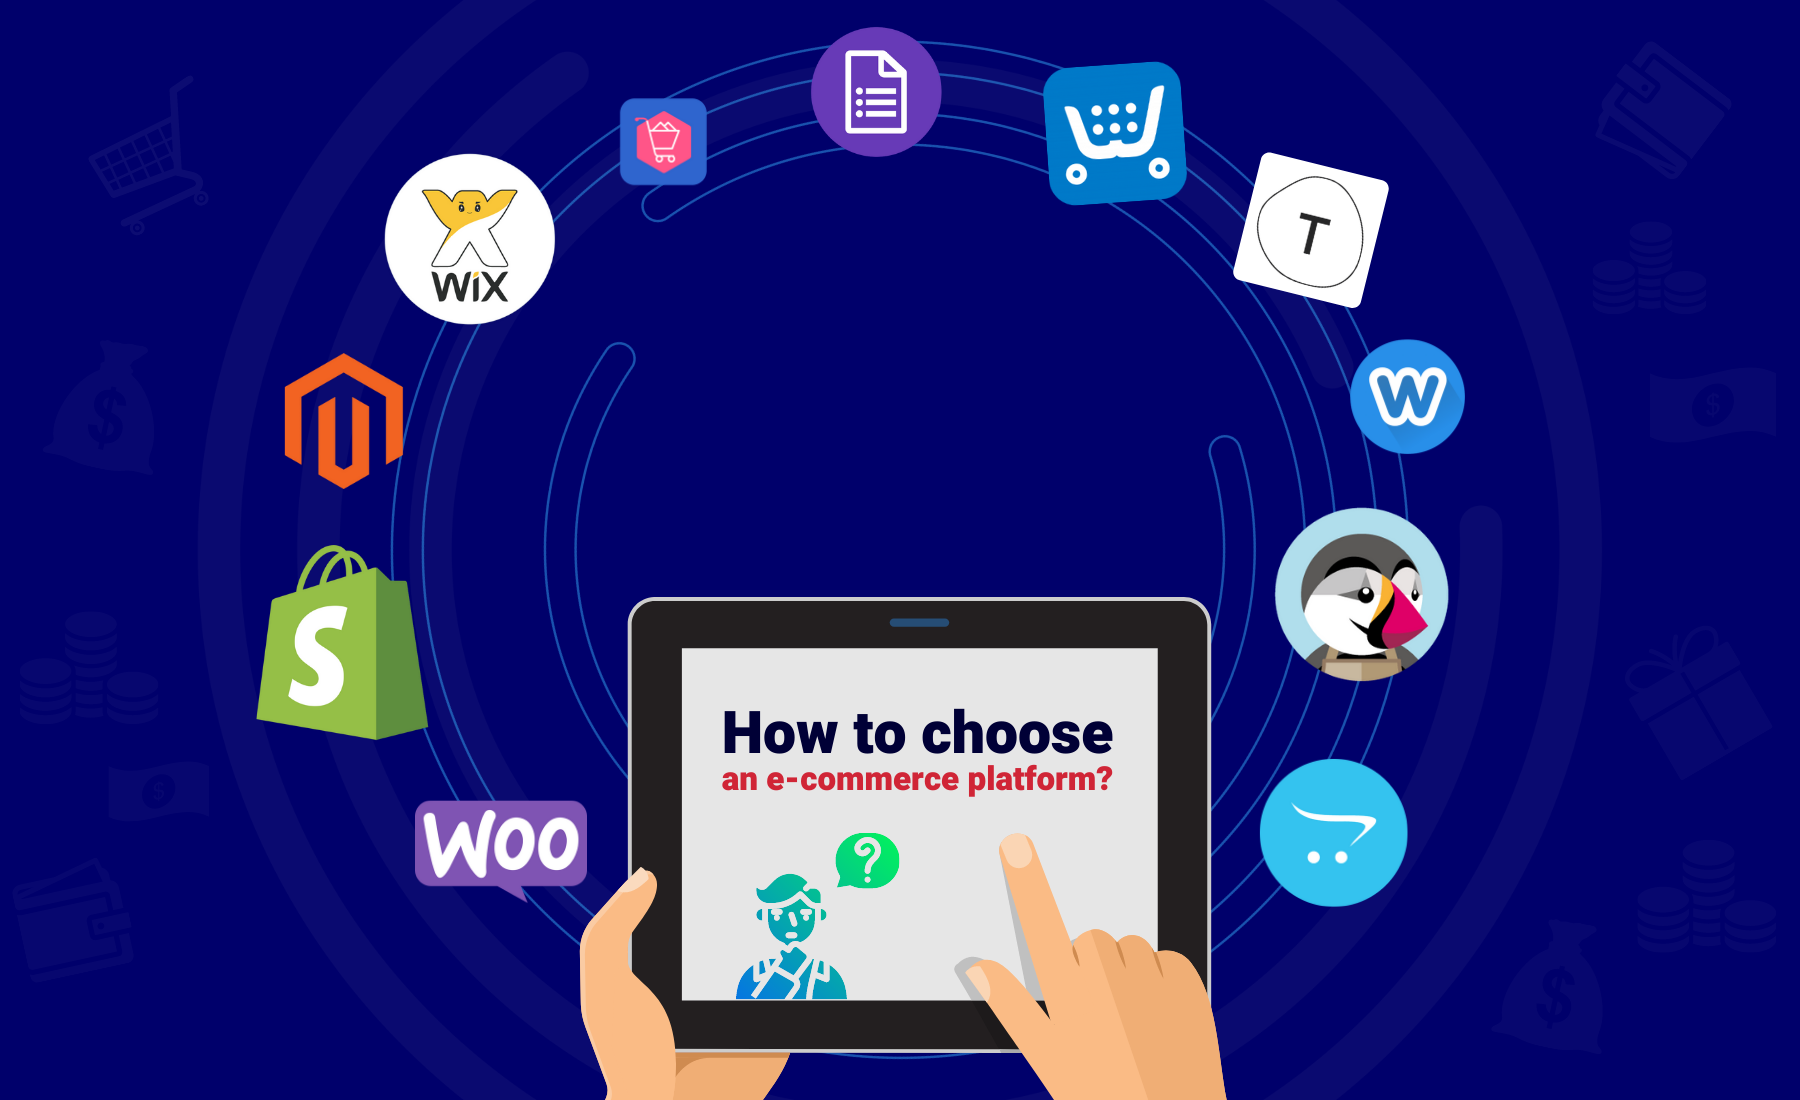 T
WiX
W
S
How to choose
an e-commerce platform?
WOO
?
$
$
$
$